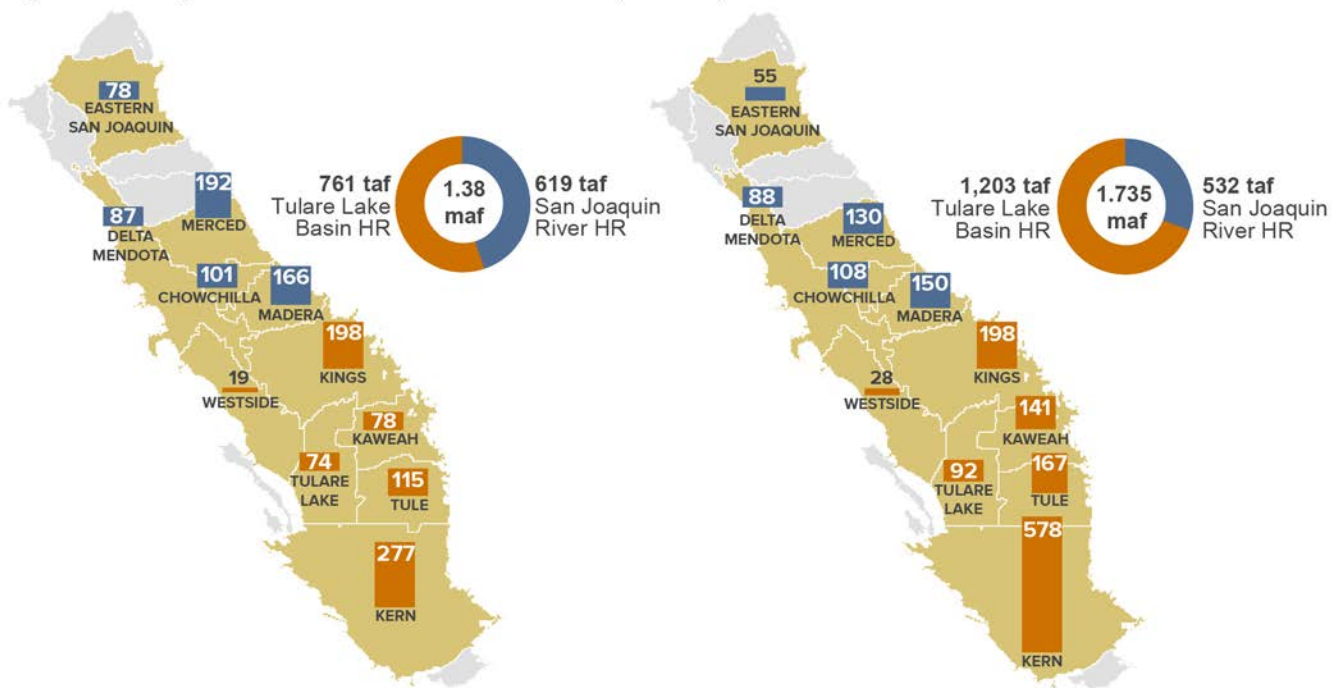 78
EASTERN
SAN JOAQUIN
761 taf
Tulare Lake
Basin HR
1.38
maf
619 taf
San Joaquin
River HR
192
MERCED
87
DELTA
MENDOTA
101
CHOWCHILLA
166
MADERA
198
KINGS
19
WESTSIDE
78
KAWEAH
74
TULARE
LAKE
115
TULE
277
KERN
55
EASTERN
SAN JOAQUIN
1,203 taf
Tulare Lake
Basin HR
1.735
maf
532 taf
San Joaquin
River HR
88
DELTA
MENDOTA
130
MERCED
108
CHOWCHILLA
150
MADERA
198
KINGS
28
WESTSIDE
141
KAWEAH
92
TULARE
LAKE
167
TULE
578
KERN